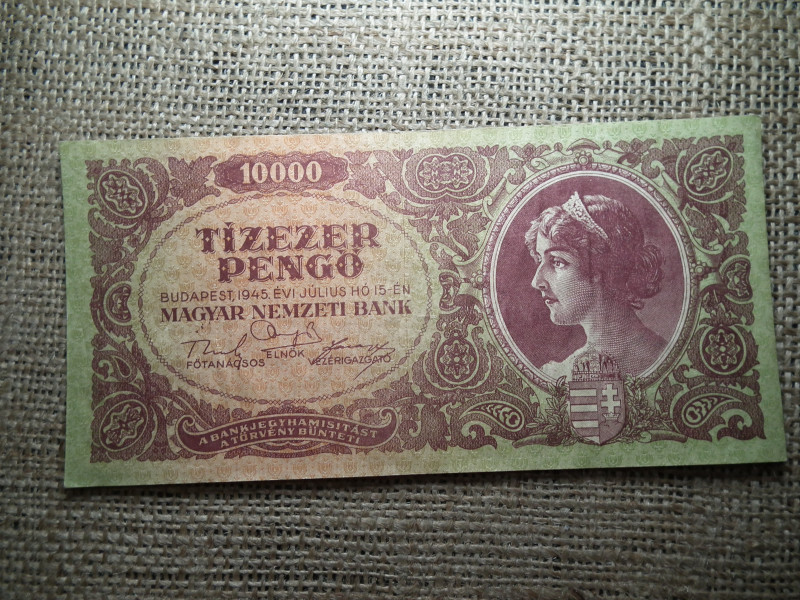 10000
TÍZEZER
PENGŐ
BUDAPEST, 1945. ÉVI JÚLIUS HÓ 15-ÉN
MAGYAR NEMZETI BANK
FŐTANÁCSOS
ELNÖK
VEZÉRIGAZGATÓ
A BANKJEGYHAMISÍTÁST
A TÖRVÉNY BÜNTETI